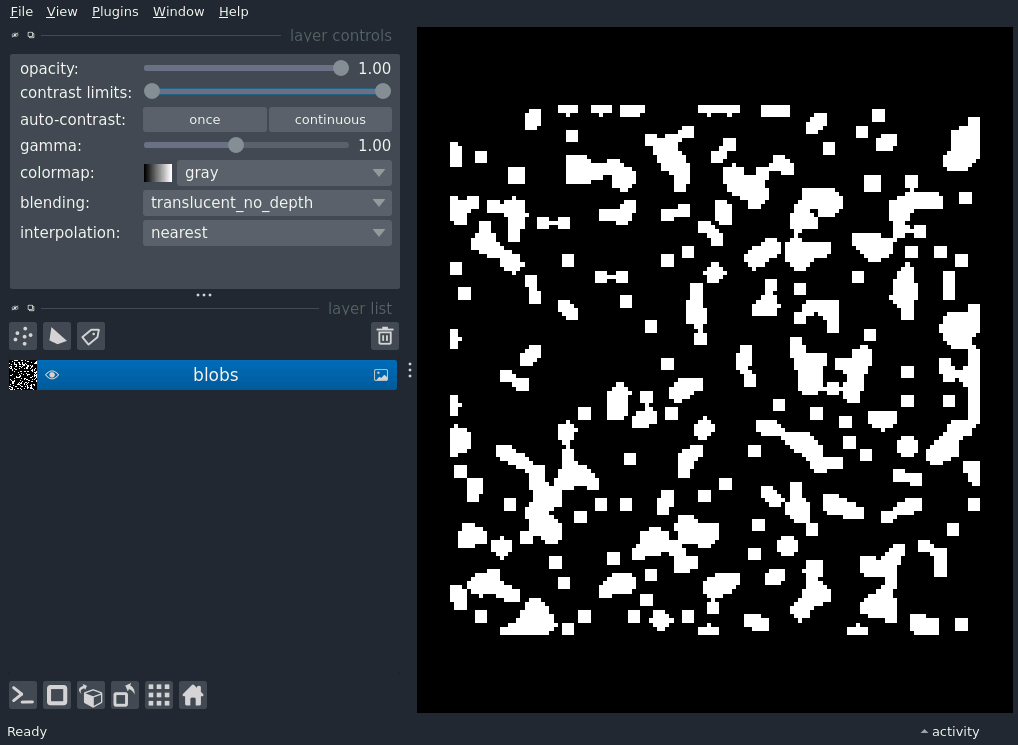 File View Plugins Window Help
layer controls
opacity: 1.00
contrast limits:
auto-contrast: once continuous
gamma: 1.00
colormap: gray
blending: translucent_no_depth
interpolation: nearest
layer list
blobs
Ready activity